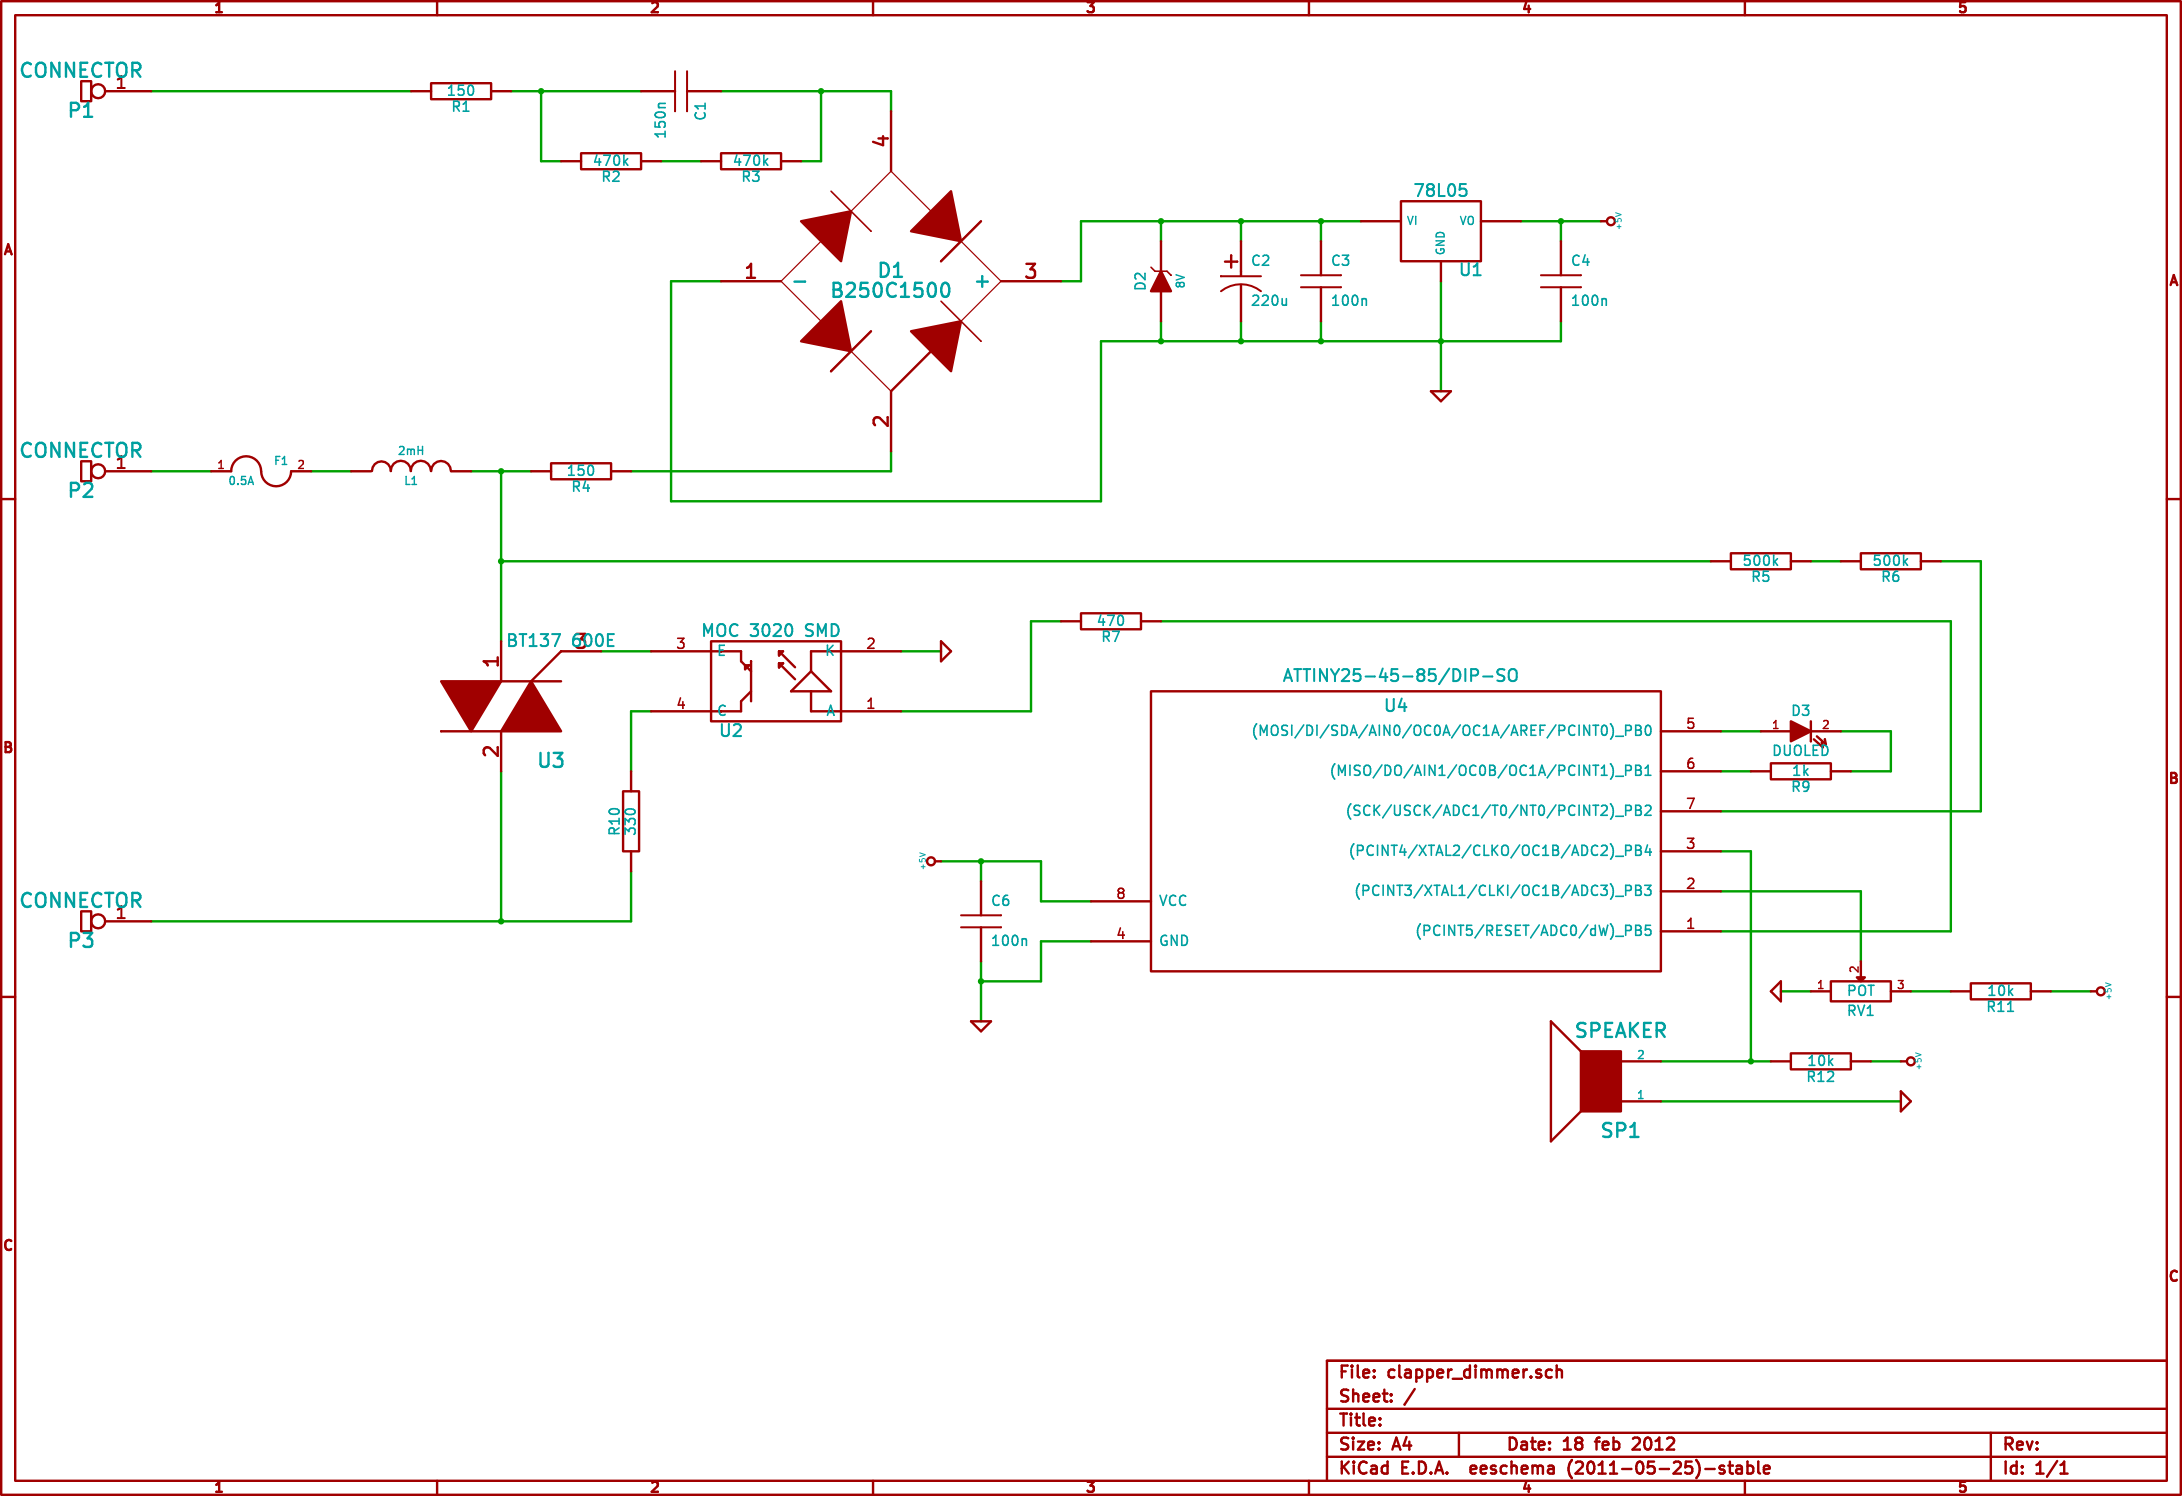 1 2 3 4 5
CONNECTOR
1
P1
150
R1
150n
C1
470k
R2
470k
R3
4
1
D1
B250C1500
3
2
-
+
D2
8V
+
C2
220u
C3
100n
78L05
VI
VO
GND
U1
+5V
C4
100n
A
A
CONNECTOR
1
P2
1
F1
2
0.5A
2mH
L1
150
R4
500k
R5
500k
R6
BT137 600E
3
1
2
U3
MOC 3020 SMD
3
E
K
2
4
C
A
1
U2
470
R7
R10
330
ATTINY25-45-85/DIP-SO
U4
(MOSI/DI/SDA/AIN0/OC0A/OC1A/AREF/PCINT0)_PB0
5
(MISO/DO/AIN1/OC0B/OC1A/PCINT1)_PB1
6
(SCK/USCK/ADC1/T0/NT0/PCINT2)_PB2
7
(PCINT4/XTAL2/CLKO/OC1B/ADC2)_PB4
3
(PCINT3/XTAL1/CLKI/OC1B/ADC3)_PB3
2
(PCINT5/RESET/ADC0/dW)_PB5
1
8
VCC
4
GND
D3
1
2
DUOLED
1k
R9
B
B
+5V
C6
100n
CONNECTOR
1
P3
2
1
POT
3
RV1
10k
R11
+5V
SPEAKER
2
1
SP1
10k
R12
+5V
C
C
File: clapper_dimmer.sch
Sheet: /
Title:
Size: A4
Date: 18 feb 2012
Rev:
KiCad E.D.A. eeschema (2011-05-25)-stable
Id: 1/1
1 2 3 4 5